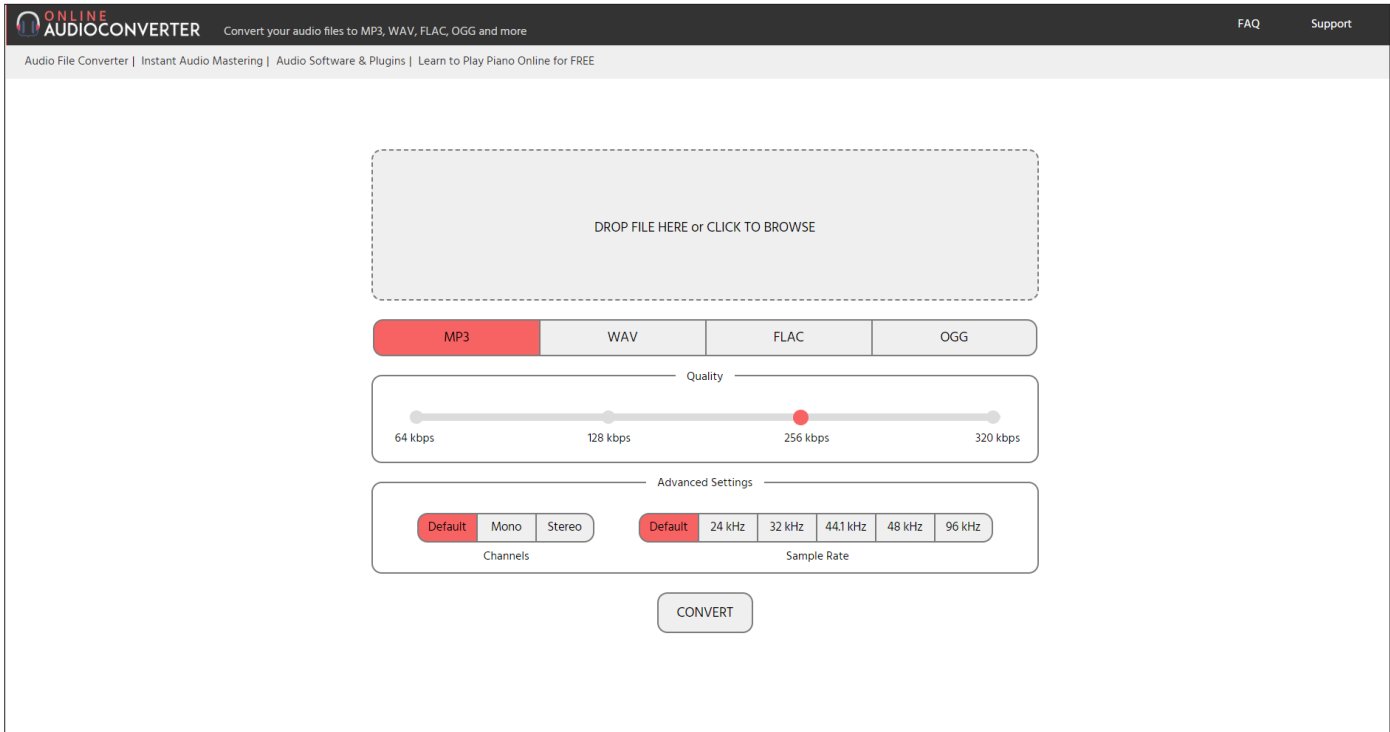 ONLINE
AUDIOCONVERTER Convert your audio files to MP3, WAV, FLAC, OGG and more FAQ Support
Audio File Converter | Instant Audio Mastering | Audio Software & Plugins | Learn to Play Piano Online for FREE
DROP FILE HERE or CLICK TO BROWSE
MP3 WAV FLAC OGG
Quality
64 kbps 128 kbps 256 kbps 320 kbps
Advanced Settings
Default Mono Stereo Default 24 kHz 32 kHz 44.1 kHz 48 kHz 96 kHz
Channels Sample Rate
CONVERT